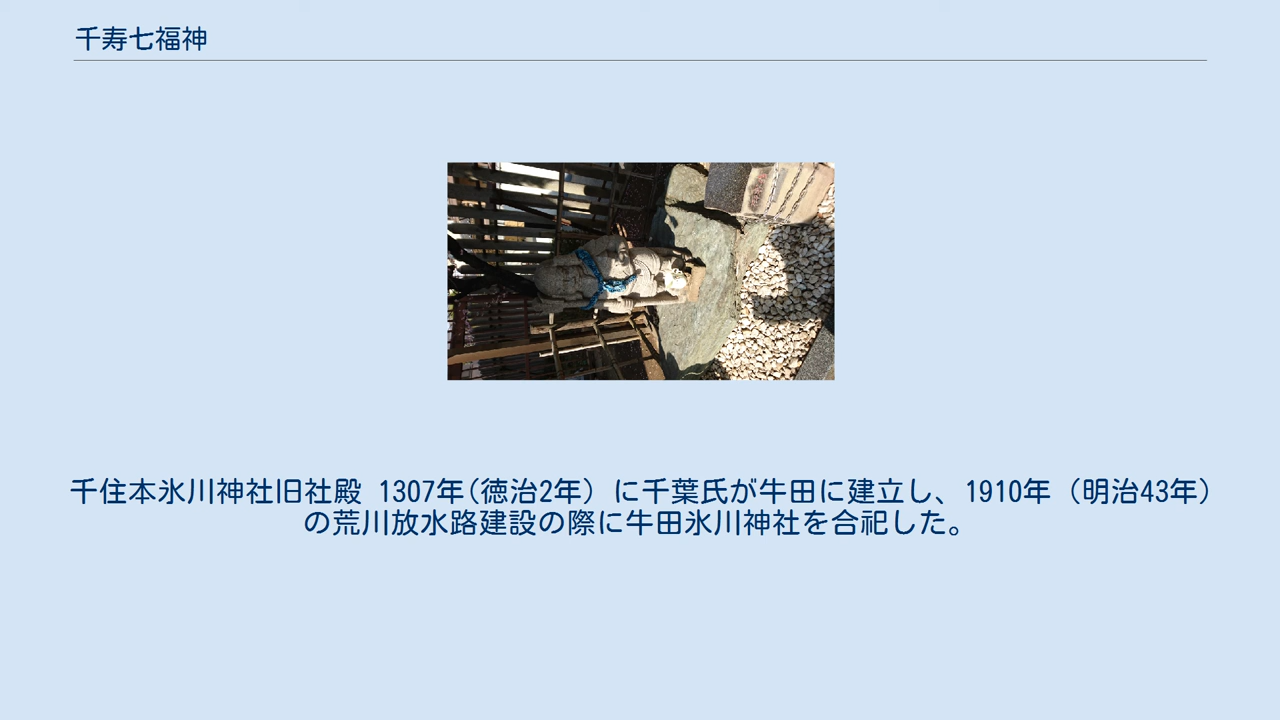 千寿七福神
千住本氷川神社旧社殿 1307年(徳治2年）に千葉氏が牛田に建立し、1910年（明治43年）
の荒川放水路建設の際に牛田氷川神社を合祀した。